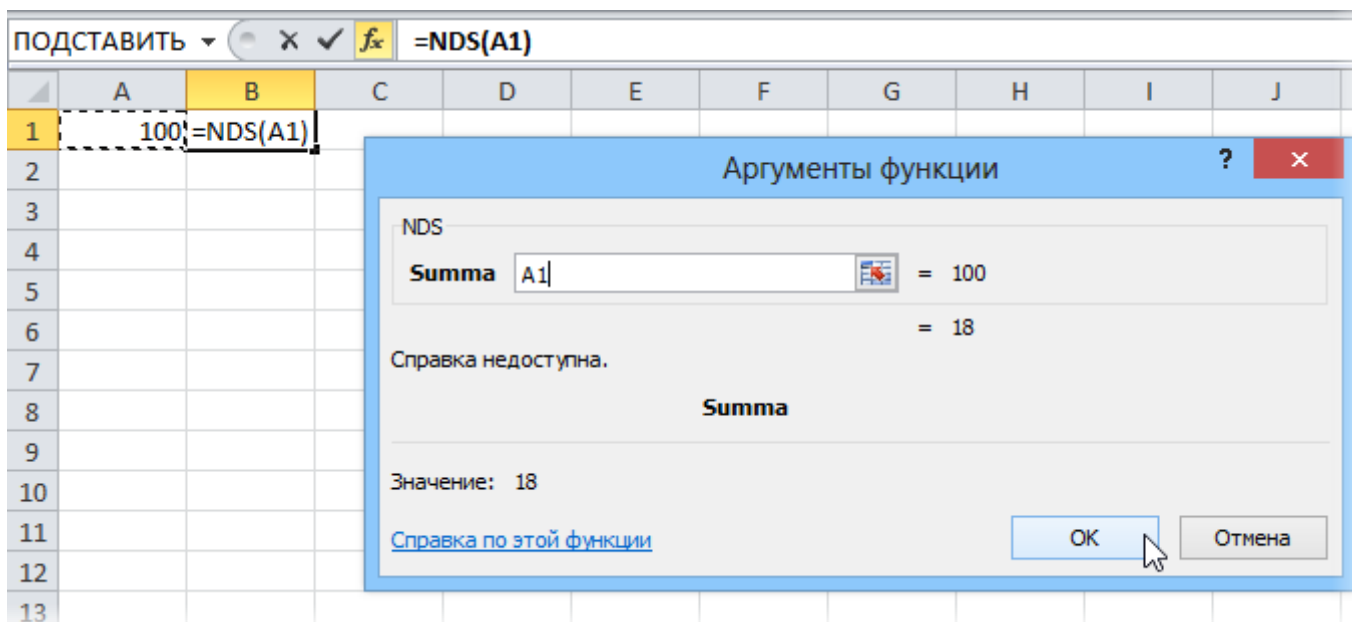 ПОДСТАВИТЬ fx =NDS(A1)
A B C D E F G H I J
1 100 =NDS(A1)
Аргументы функции ? x
2
3
NDS
4
Summa A1 = 100
5
6 = 18
7 Справка недоступна.
8 Summa
9
10 Значение: 18
11 Справка по этой функции OK Отмена
12
13